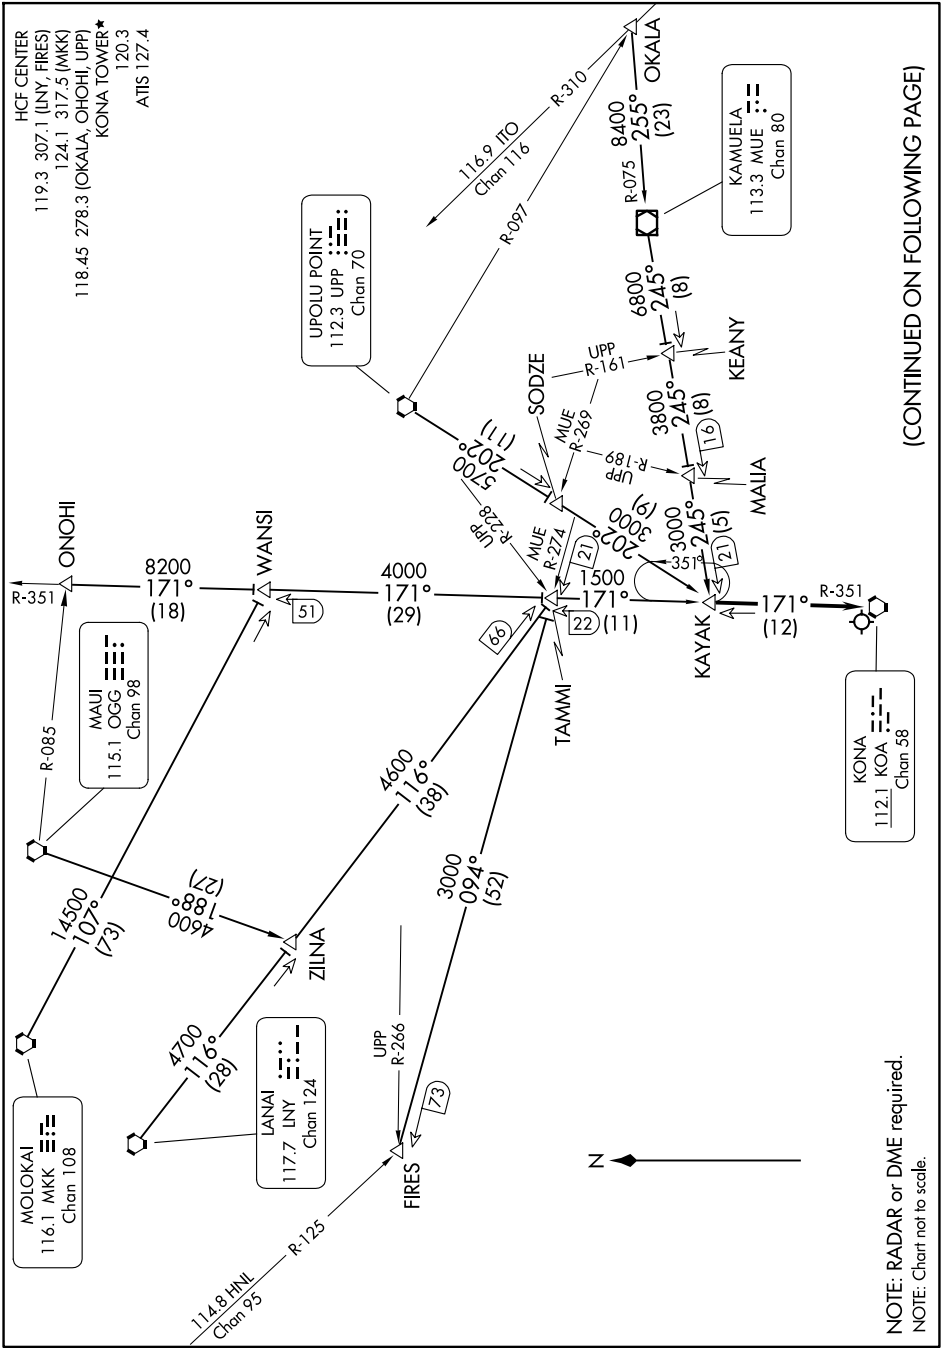 HCF CENTER
119.3 307.1 (LNY, FIRES)
124.1 317.5 (MKK)
118.45 278.3 (OKALA, OHOHI, UPP)
KONA TOWER★
120.3
ATIS 127.4
MOLOKAI
116.1 MKK
Chan 108
MAUI
115.1 OGG
Chan 98
LANAI
117.7 LNY
Chan 124
UPOLU POINT
112.3 UPP
Chan 70
KAMUELA
113.3 MUE
Chan 80
KONA
112.1 KOA
Chan 58
114.8 HNL
Chan 95
R-125
116.9 ITO
Chan 116
R-310
OKALA
R-097
8400
255°
(23)
R-075
6800
245°
(8)
KEANY
UPP
R-161
3800
245°
(8)
16
MALIA
UPP
R-189
3000
245°
(5)
21
351°
SODZE
MUE
R-269
5700
202°
(11)
3000
202°
(9)
UPP
R-228
MUE
R-274
21
ONOHI
R-351
R-085
8200
171°
(18)
WANSI
51
4000
171°
(29)
14500
107°
(73)
4600
188°
(27)
ZILNA
4700
116°
(28)
4600
116°
(38)
66
FIRES
UPP
R-266
73
3000
094°
(52)
TAMMI
22
1500
171°
(11)
KAYAK
171°
(12)
R-351
N
NOTE: RADAR or DME required.
NOTE: Chart not to scale.
(CONTINUED ON FOLLOWING PAGE)